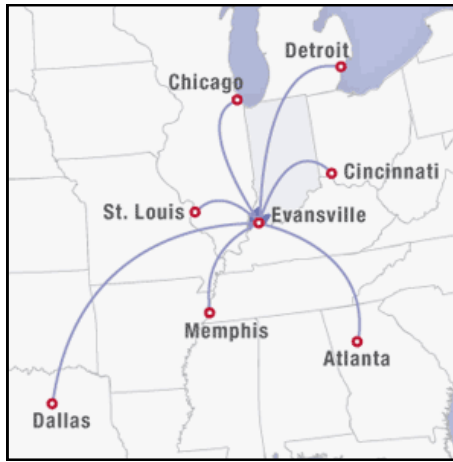 Detroit
Chicago
Cincinnati
St. Louis
Evansville
Memphis
Atlanta
Dallas